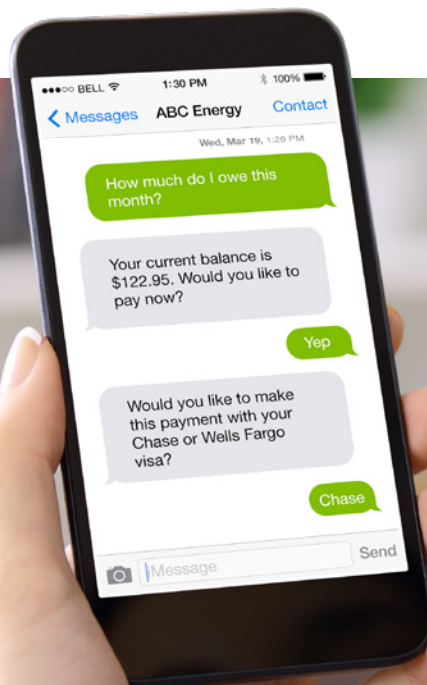 BELL 1:30 PM 100%
Messages ABC Energy Contact
Wed, Mar 19, 1:26 PM
How much do I owe this
month?
Your current balance is
$122.95. Would you like to
pay now?
Yep
Would you like to make
this payment with your
Chase or Wells Fargo
visa?
Chase
iMessage Send